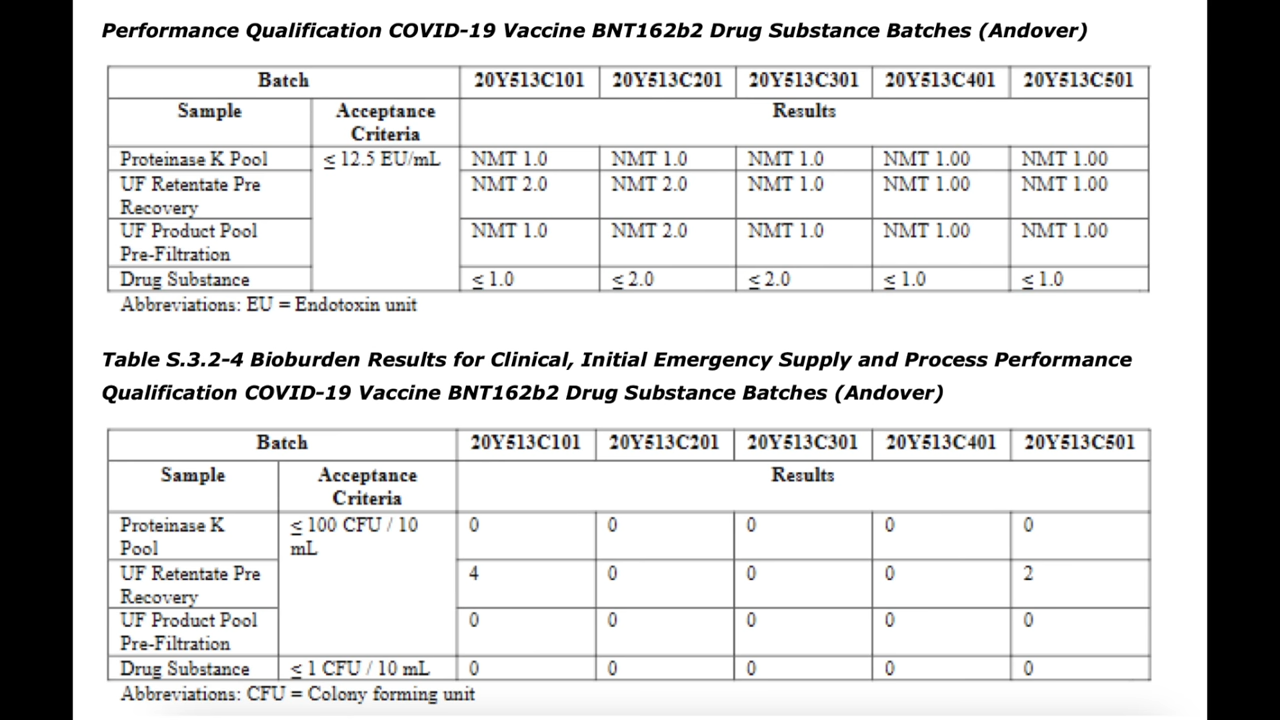 Performance Qualification COVID-19 Vaccine BNT162b2 Drug Substance Batches (Andover)
Batch 20Y513C101 20Y513C201 20Y513C301 20Y513C401 20Y513C501
Sample Acceptance Criteria Results
Proteinase K Pool ≤ 12.5 EU/mL NMT 1.0 NMT 1.0 NMT 1.0 NMT 1.00 NMT 1.00
UF Retentate Pre Recovery NMT 2.0 NMT 2.0 NMT 1.0 NMT 1.00 NMT 1.00
UF Product Pool Pre-Filtration NMT 1.0 NMT 2.0 NMT 1.0 NMT 1.00 NMT 1.00
Drug Substance ≤ 1.0 ≤ 2.0 ≤ 2.0 ≤ 1.0 ≤ 1.0
Abbreviations: EU = Endotoxin unit
Table S.3.2-4 Bioburden Results for Clinical, Initial Emergency Supply and Process Performance
Qualification COVID-19 Vaccine BNT162b2 Drug Substance Batches (Andover)
Batch 20Y513C101 20Y513C201 20Y513C301 20Y513C401 20Y513C501
Sample Acceptance Criteria Results
Proteinase K Pool ≤ 100 CFU / 10 mL 0 0 0 0 0
UF Retentate Pre Recovery 4 0 0 0 2
UF Product Pool Pre-Filtration 0 0 0 0 0
Drug Substance ≤ 1 CFU / 10 mL 0 0 0 0 0
Abbreviations: CFU = Colony forming unit